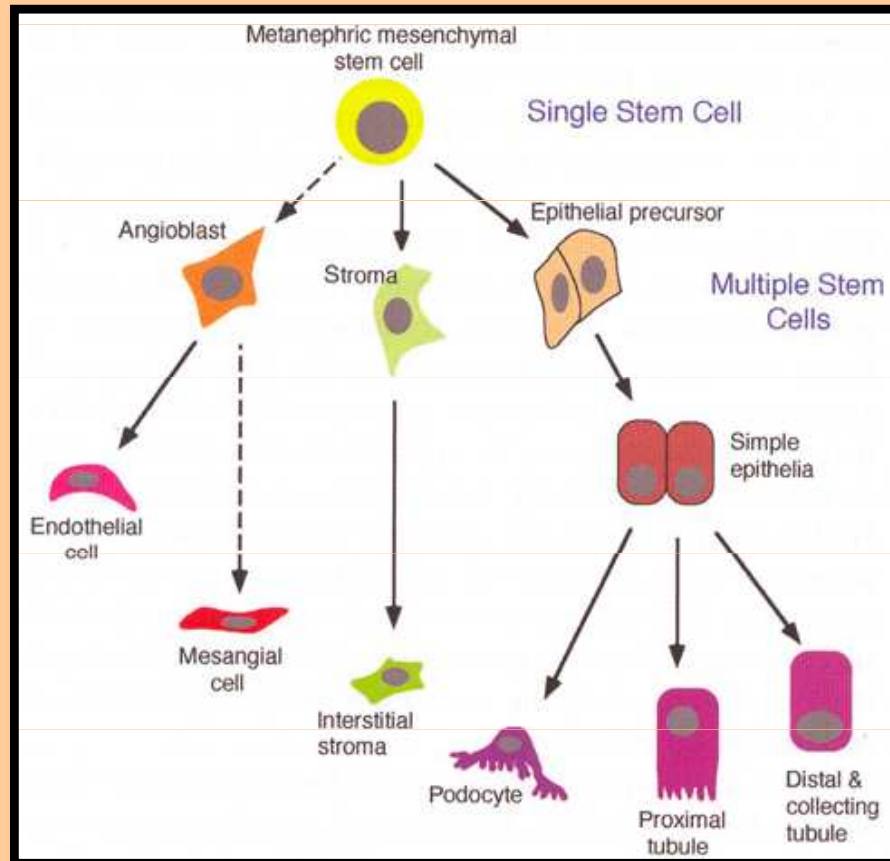 Metanephric mesenchymal
stem cell
Single Stem Cell
Angioblast
Stroma
Epithelial precursor
Multiple Stem
Cells
Simple
epithelia
Endothelial
cell
Mesangial
cell
Interstitial
stroma
Podocyte
Proximal
tubule
Distal &
collecting
tubule